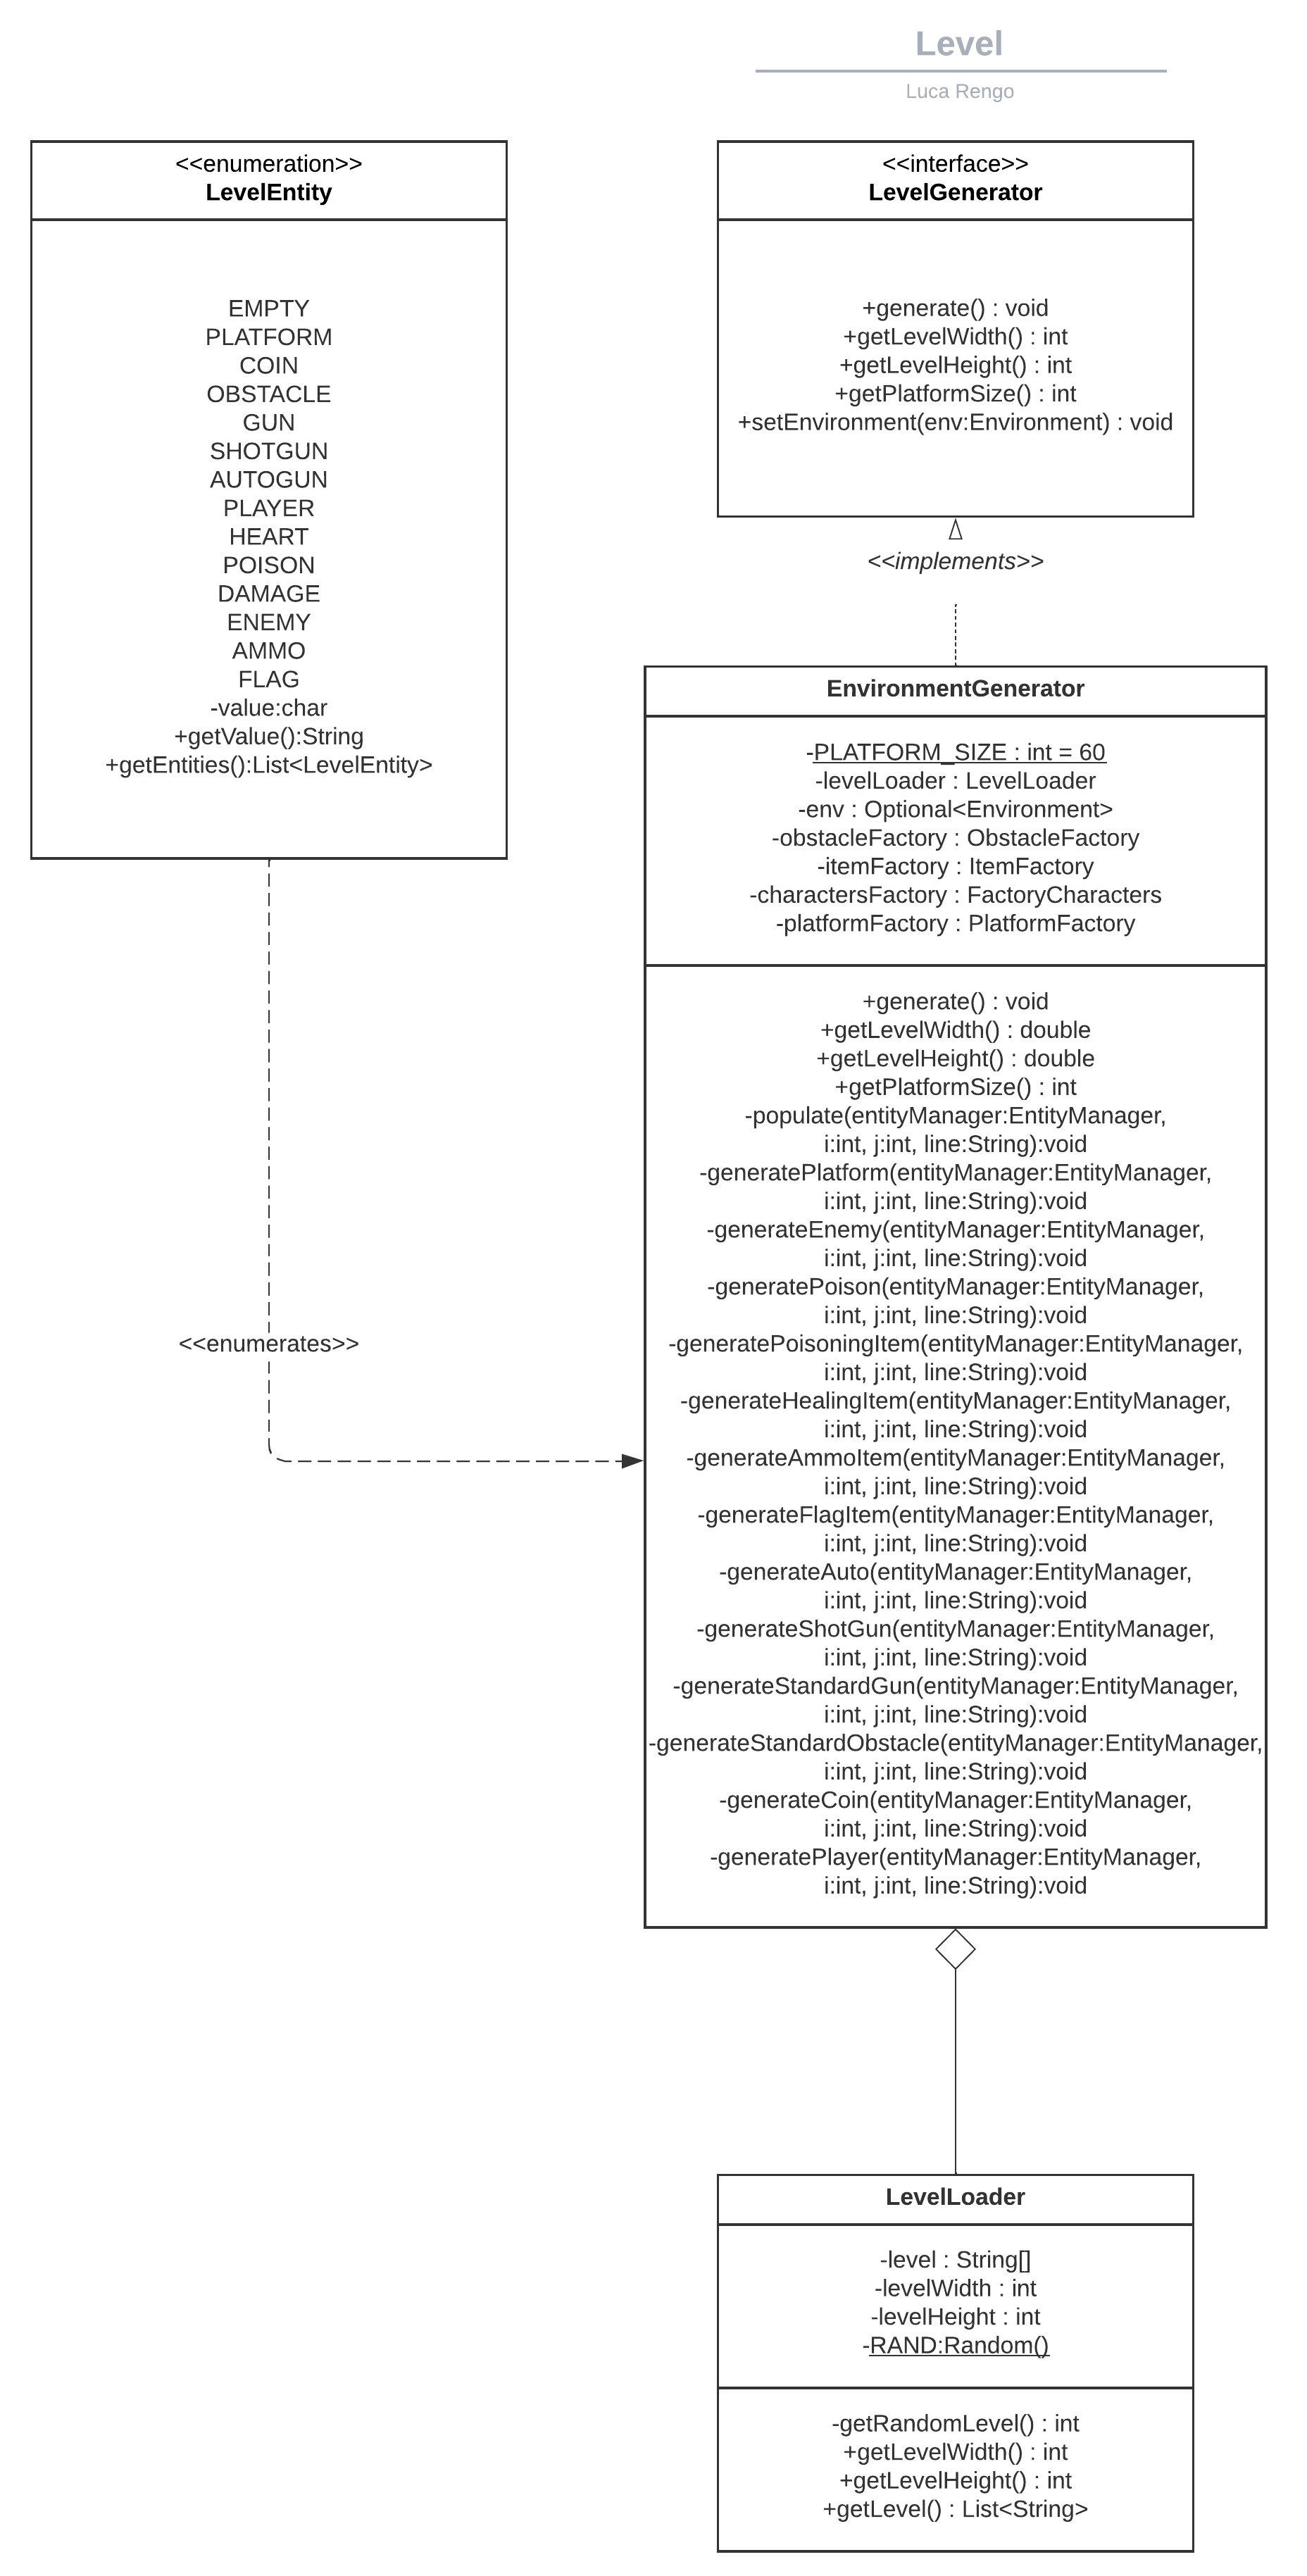 Level
Luca Rengo
<<enumeration>>
LevelEntity
EMPTY
PLATFORM
COIN
OBSTACLE
GUN
SHOTGUN
AUTOGUN
PLAYER
HEART
POISON
DAMAGE
ENEMY
AMMO
FLAG
-value:char
+getValue():String
+getEntities():List<LevelEntity>
<<interface>>
LevelGenerator
+generate() : void
+getLevelWidth() : int
+getLevelHeight() : int
+getPlatformSize() : int
+setEnvironment(env:Environment) : void
<<implements>>
EnvironmentGenerator
-PLATFORM_SIZE : int = 60
-levelLoader : LevelLoader
-env : Optional<Environment>
-obstacleFactory : ObstacleFactory
-itemFactory : ItemFactory
-charactersFactory : FactoryCharacters
-platformFactory : PlatformFactory
+generate() : void
+getLevelWidth() : double
+getLevelHeight() : double
+getPlatformSize() : int
-populate(entityManager:EntityManager,
i:int, j:int, line:String):void
-generatePlatform(entityManager:EntityManager,
i:int, j:int, line:String):void
-generateEnemy(entityManager:EntityManager,
i:int, j:int, line:String):void
-generatePoison(entityManager:EntityManager,
i:int, j:int, line:String):void
-generatePoisoningItem(entityManager:EntityManager,
i:int, j:int, line:String):void
-generateHealingItem(entityManager:EntityManager,
i:int, j:int, line:String):void
-generateAmmoItem(entityManager:EntityManager,
i:int, j:int, line:String):void
-generateFlagItem(entityManager:EntityManager,
i:int, j:int, line:String):void
-generateAuto(entityManager:EntityManager,
i:int, j:int, line:String):void
-generateShotGun(entityManager:EntityManager,
i:int, j:int, line:String):void
-generateStandardGun(entityManager:EntityManager,
i:int, j:int, line:String):void
-generateStandardObstacle(entityManager:EntityManager,
i:int, j:int, line:String):void
-generateCoin(entityManager:EntityManager,
i:int, j:int, line:String):void
-generatePlayer(entityManager:EntityManager,
i:int, j:int, line:String):void
<<enumerates>>
LevelLoader
-level : String[]
-levelWidth : int
-levelHeight : int
-RAND:Random()
-getRandomLevel() : int
+getLevelWidth() : int
+getLevelHeight() : int
+getLevel() : List<String>